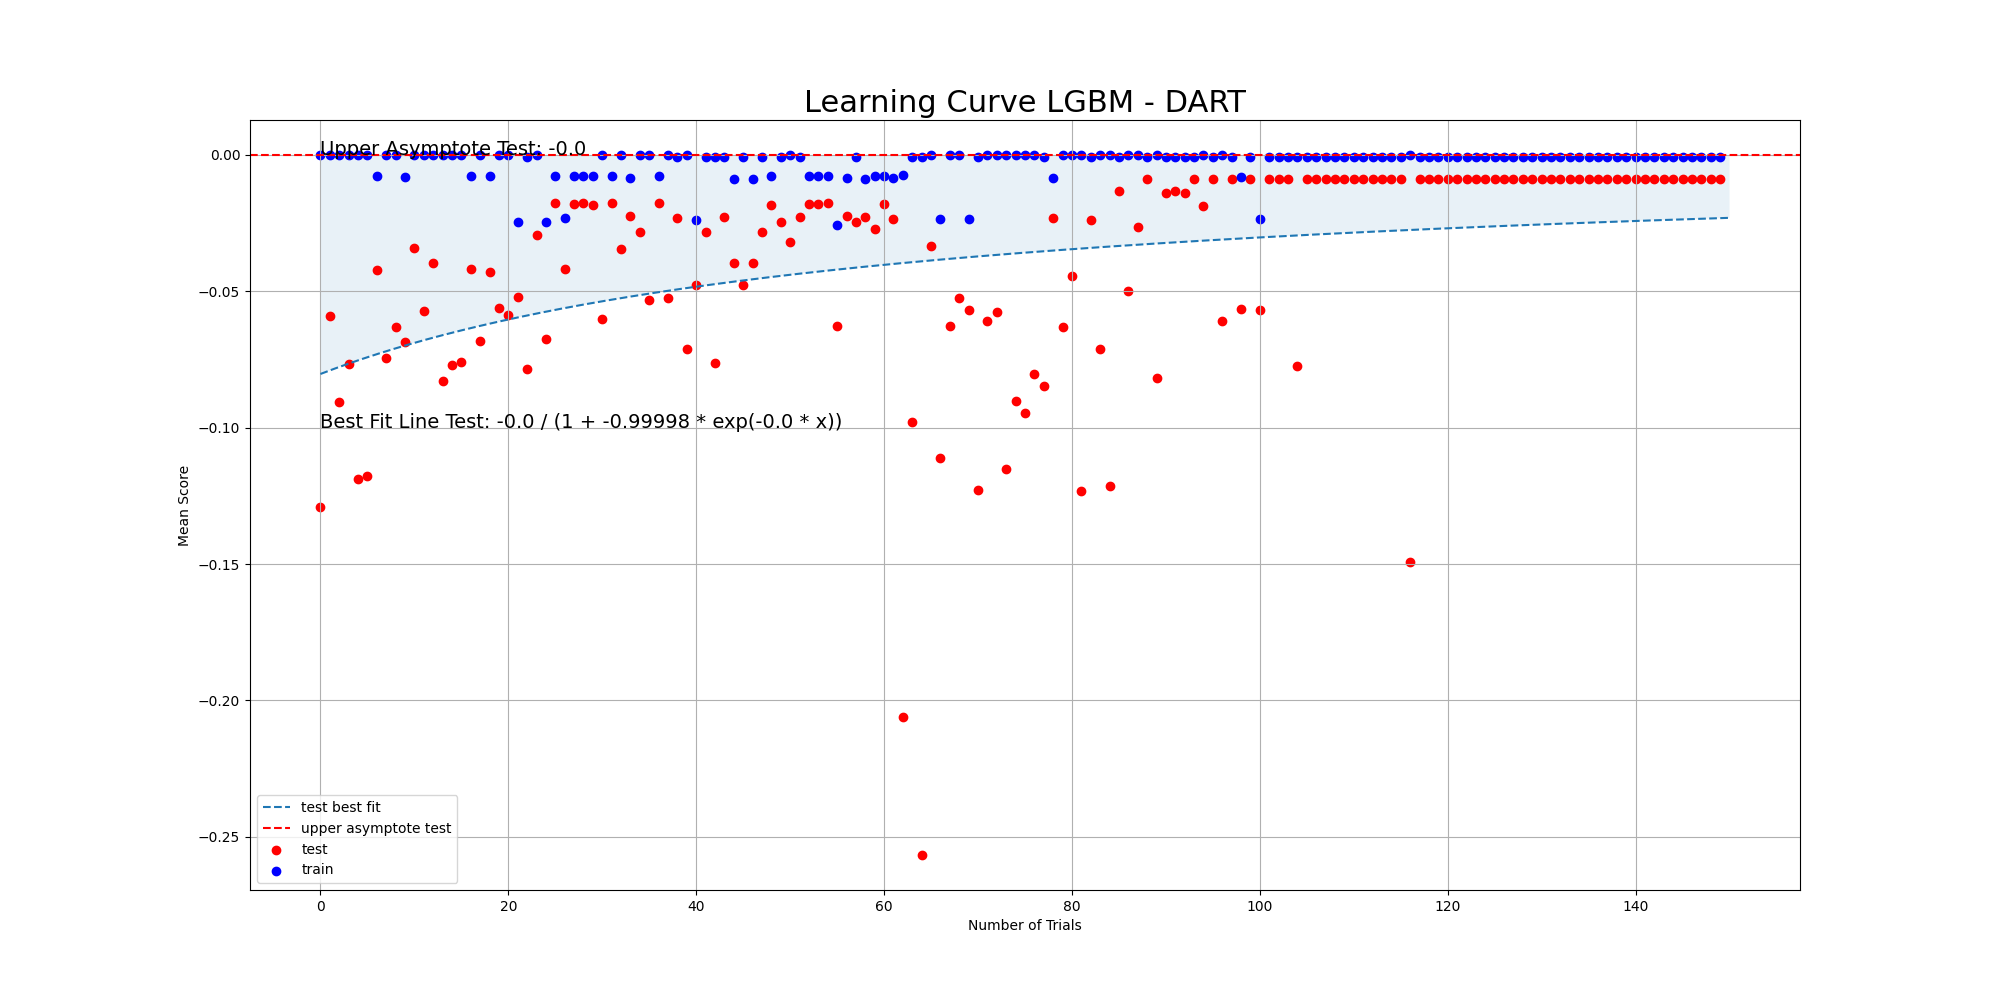 Learning Curve LGBM - DART
Upper Asymptote Test: -0.0
Best Fit Line Test: -0.0 / (1 + -0.99998 * exp(-0.0 * x))
Mean Score
0.00
−0.05
−0.10
−0.15
−0.20
−0.25
test best fit
upper asymptote test
test
train
0 20 40 60 80 100 120 140
Number of Trials